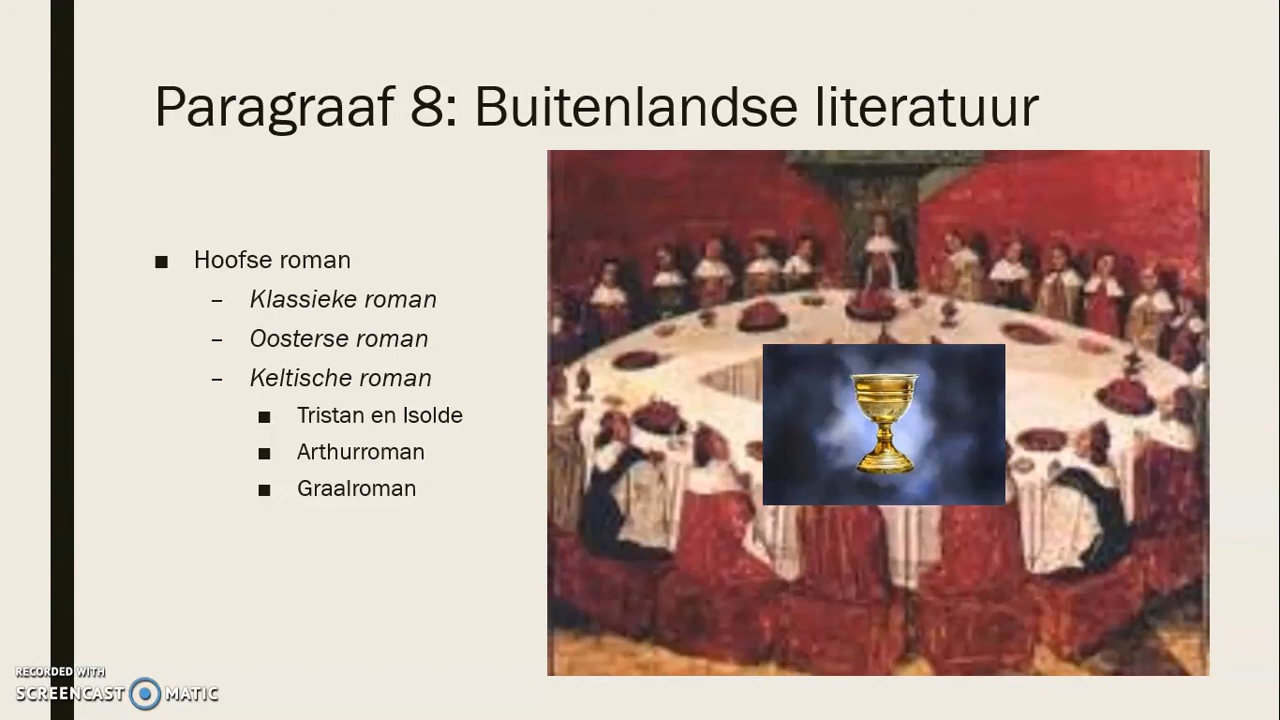 Paragraaf 8: Buitenlandse literatuur
■ Hoofse roman
– Klassieke roman
– Oosterse roman
– Keltische roman
■ Tristan en Isolde
■ Arthurroman
■ Graalroman
RECORDED WITH
SCREENCAST MATIC